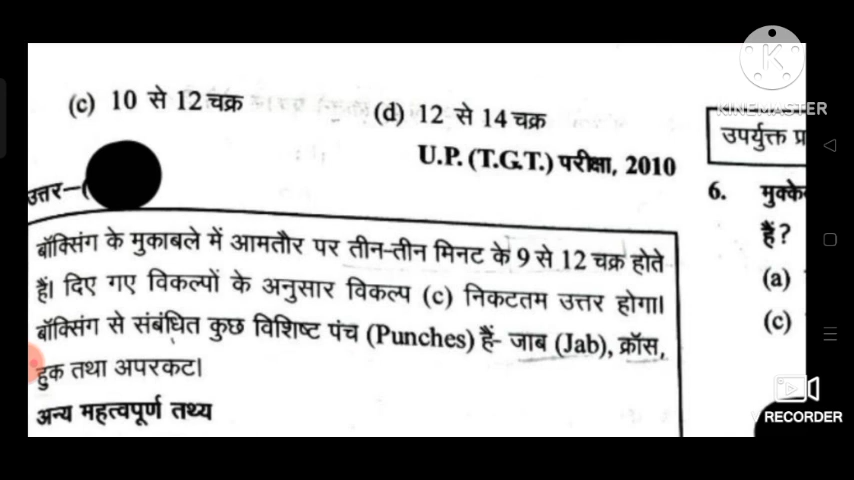 (c) 10 से 12 चक्र
(d) 12 से 14 चक्र
U.P. (T.G.T.) परीक्षा, 2010
उत्तर–(
बॉक्सिंग के मुकाबले में आमतौर पर तीन-तीन मिनट के 9 से 12 चक्र होते
हैं। दिए गए विकल्पों के अनुसार विकल्प (c) निकटतम उत्तर होगा।
बॉक्सिंग से संबंधित कुछ विशिष्ट पंच (Punches) हैं- जाब (Jab), क्रॉस,
हुक तथा अपरकट।
अन्य महत्वपूर्ण तथ्य
KINEMASTER
उपर्युक्त प्र
6. मुक्के
हैं?
(a)
(c)
RECORDER